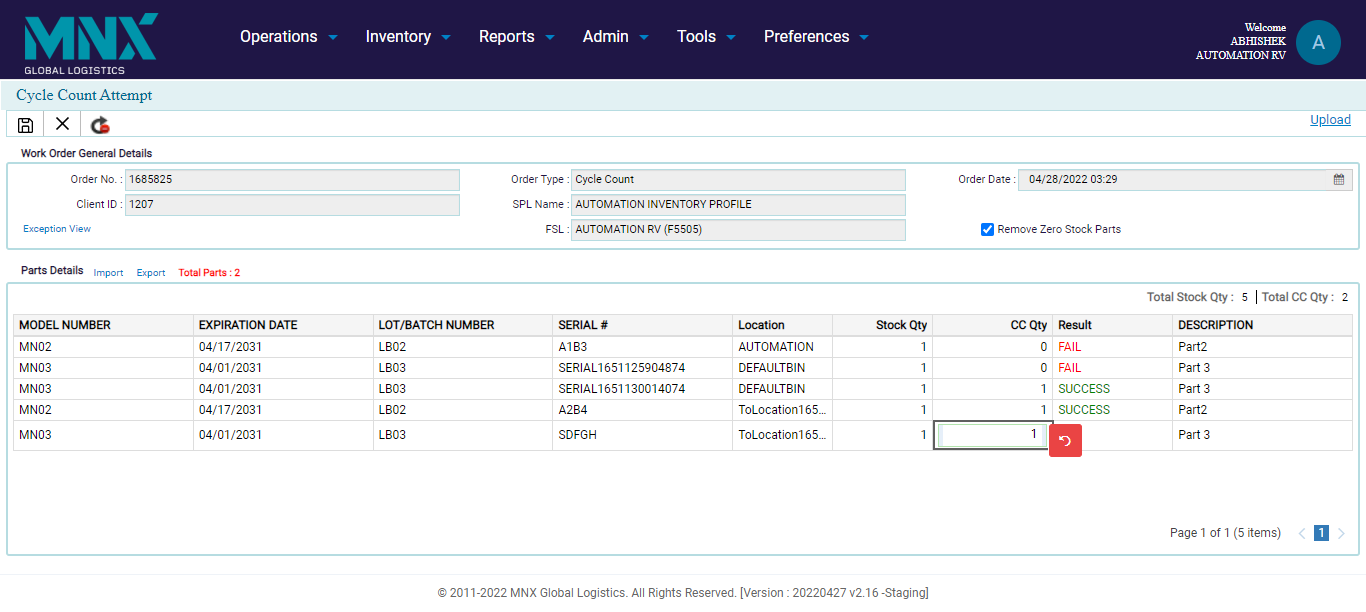 MNX
GLOBAL LOGISTICS
Operations Inventory Reports Admin Tools Preferences
Welcome
ABHISHEK
AUTOMATION RV
A
Cycle Count Attempt
Upload
Work Order General Details
Order No. : 1685825 Order Type : Cycle Count Order Date : 04/28/2022 03:29
Client ID : 1207 SPL Name : AUTOMATION INVENTORY PROFILE
Exception View FSL : AUTOMATION RV (F5505) Remove Zero Stock Parts
Parts Details Import Export Total Parts : 2
Total Stock Qty : 5 Total CC Qty : 2
MODEL NUMBER EXPIRATION DATE LOT/BATCH NUMBER SERIAL # Location Stock Qty CC Qty Result DESCRIPTION
MN02 04/17/2031 LB02 A1B3 AUTOMATION 1 0 FAIL Part2
MN03 04/01/2031 LB03 SERIAL1651125904874 DEFAULTBIN 1 0 FAIL Part 3
MN03 04/01/2031 LB03 SERIAL1651130014074 DEFAULTBIN 1 1 SUCCESS Part 3
MN02 04/17/2031 LB02 A2B4 ToLocation165... 1 1 SUCCESS Part2
MN03 04/01/2031 LB03 SDFGH ToLocation165... 1 1 Part 3
Page 1 of 1 (5 items) 1
© 2011-2022 MNX Global Logistics. All Rights Reserved. [Version : 20220427 v2.16 -Staging]